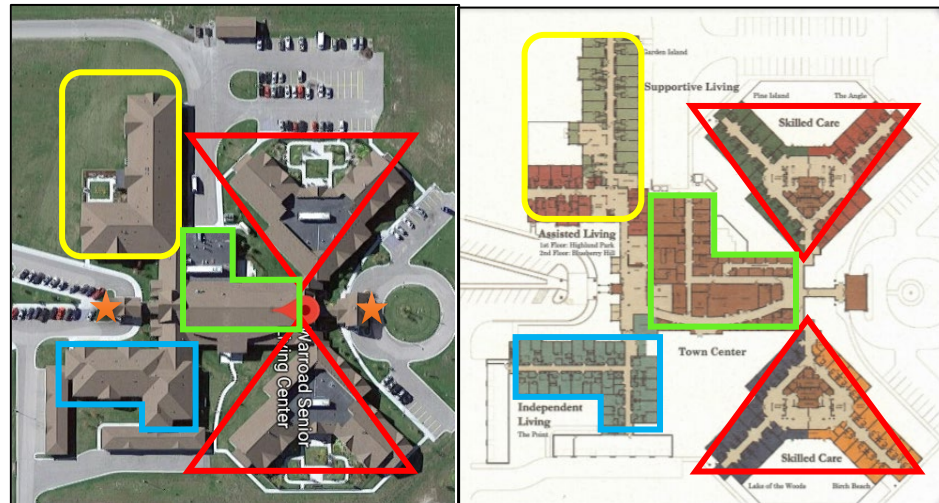 Warroad Senior
Living Center
Garden Island
Supportive Living
Pine Island
The Angle
Skilled Care
Assisted Living
1st Floor: Highland Park
2nd Floor: Blueberry Hill
Town Center
Independent
Living
The Point
Skilled Care
Lake of the Woods
Birch Beach